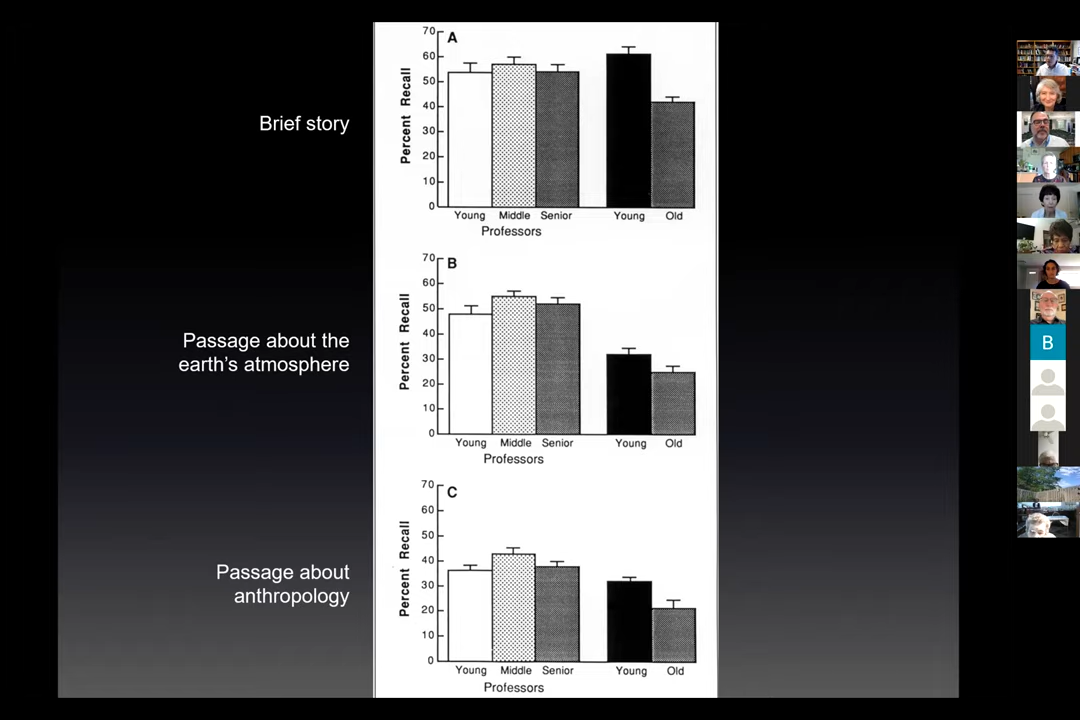 Brief story
A
Percent Recall
70
60
50
40
30
20
10
0
Young Middle Senior Young Old
Professors
Passage about the
earth's atmosphere
B
Percent Recall
70
60
50
40
30
20
10
0
Young Middle Senior Young Old
Professors
Passage about
anthropology
C
Percent Recall
70
60
50
40
30
20
10
0
Young Middle Senior Young Old
Professors
B